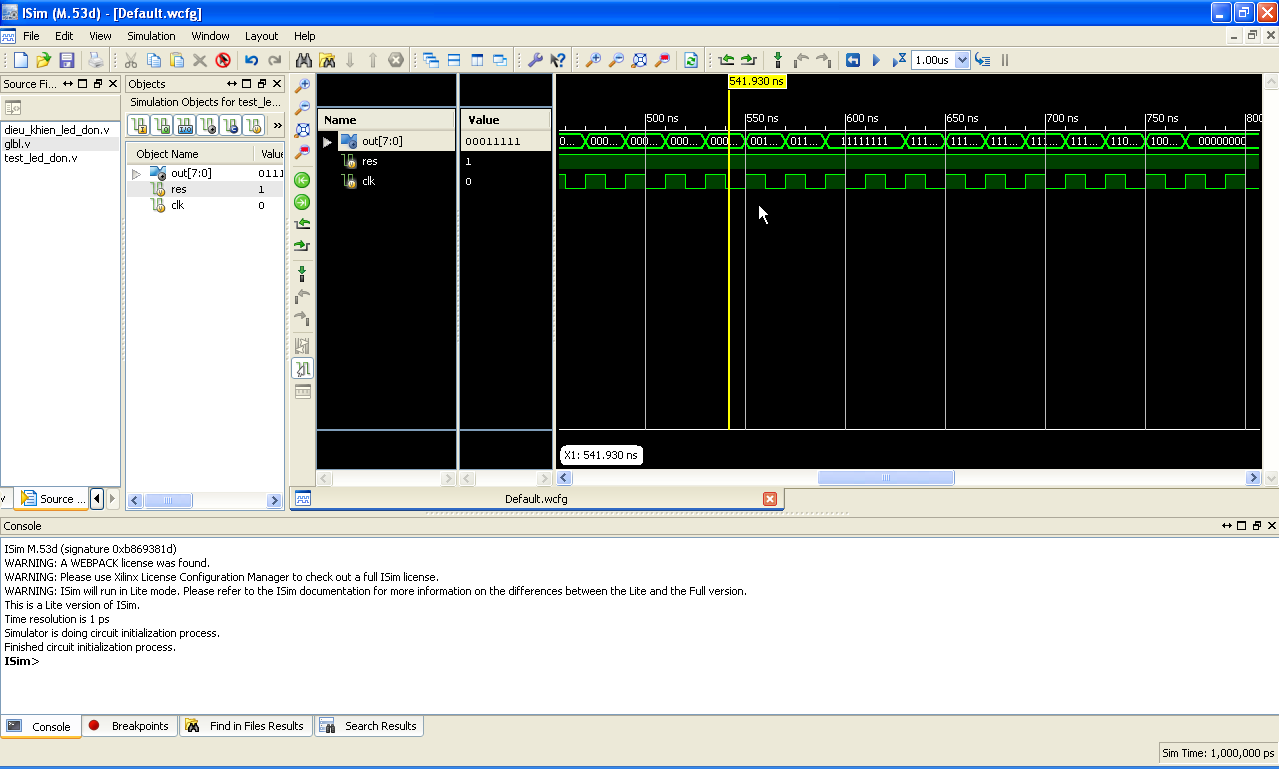 ISim (M.53d) - [Default.wcfg]
File Edit View Simulation Window Layout Help
1.00us
Source Fi...
dieu_khien_led_don.v
glbl.v
test_led_don.v
Source ...
Objects
Simulation Objects for test_le...
»
Object Name Value
out[7:0] 0111
res 1
clk 0
Name Value
out[7:0] 00011111
res 1
clk 0
541.930 ns
500 ns 550 ns 600 ns 650 ns 700 ns 750 ns 800
0... 000... 000... 000... 000... 001... 011... 11111111 111... 111... 111... 111... 111... 110... 100... 00000000
X1: 541.930 ns
Default.wcfg
Console
ISim M.53d (signature 0xb869381d)
WARNING: A WEBPACK license was found.
WARNING: Please use Xilinx License Configuration Manager to check out a full ISim license.
WARNING: ISim will run in Lite mode. Please refer to the ISim documentation for more information on the differences between the Lite and the Full version.
This is a Lite version of ISim.
Time resolution is 1 ps
Simulator is doing circuit initialization process.
Finished circuit initialization process.
ISim>
Console Breakpoints Find in Files Results Search Results
Sim Time: 1,000,000 ps